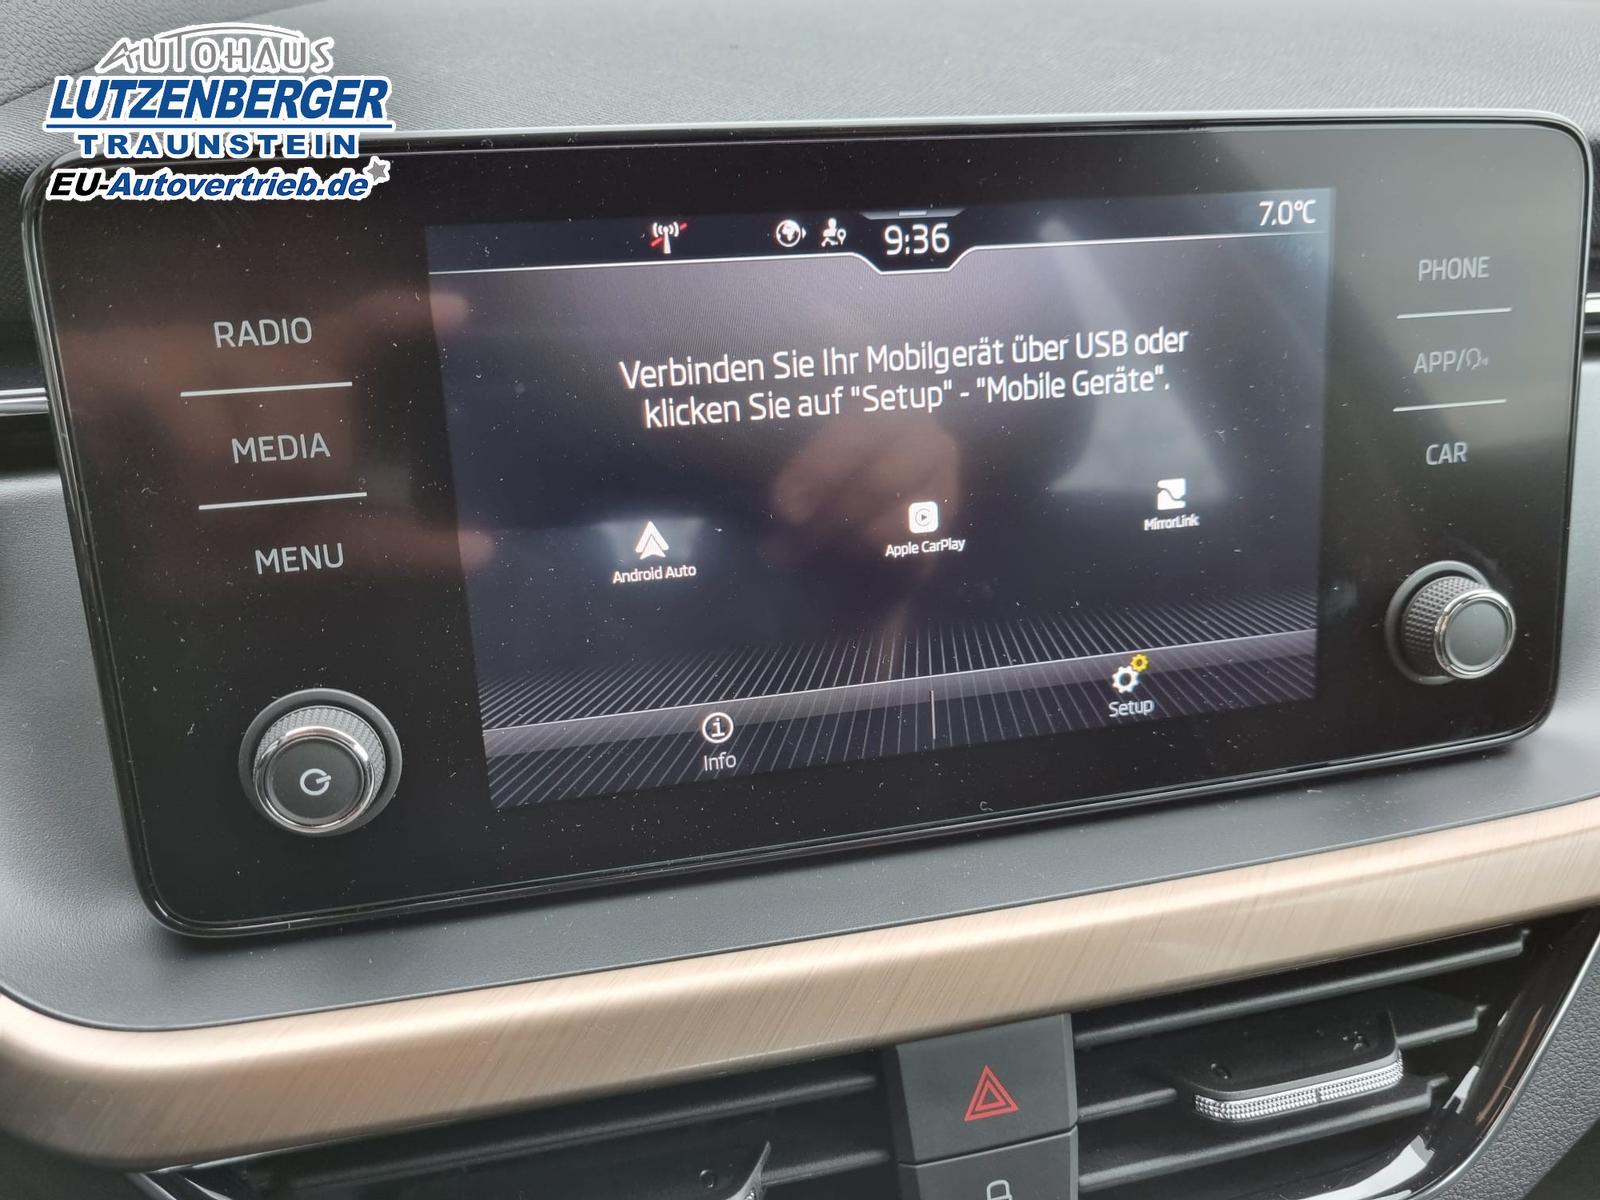 AUTOHAUS
LUTZENBERGER
TRAUNSTEIN
EU-Autovertrieb.de
9:36
7.0°C
RADIO
MEDIA
MENU
Verbinden Sie Ihr Mobilgerät über USB oder
klicken Sie auf "Setup" - "Mobile Geräte".
Android Auto
Apple CarPlay
MirrorLink
Info
Setup
PHONE
APP/
CAR